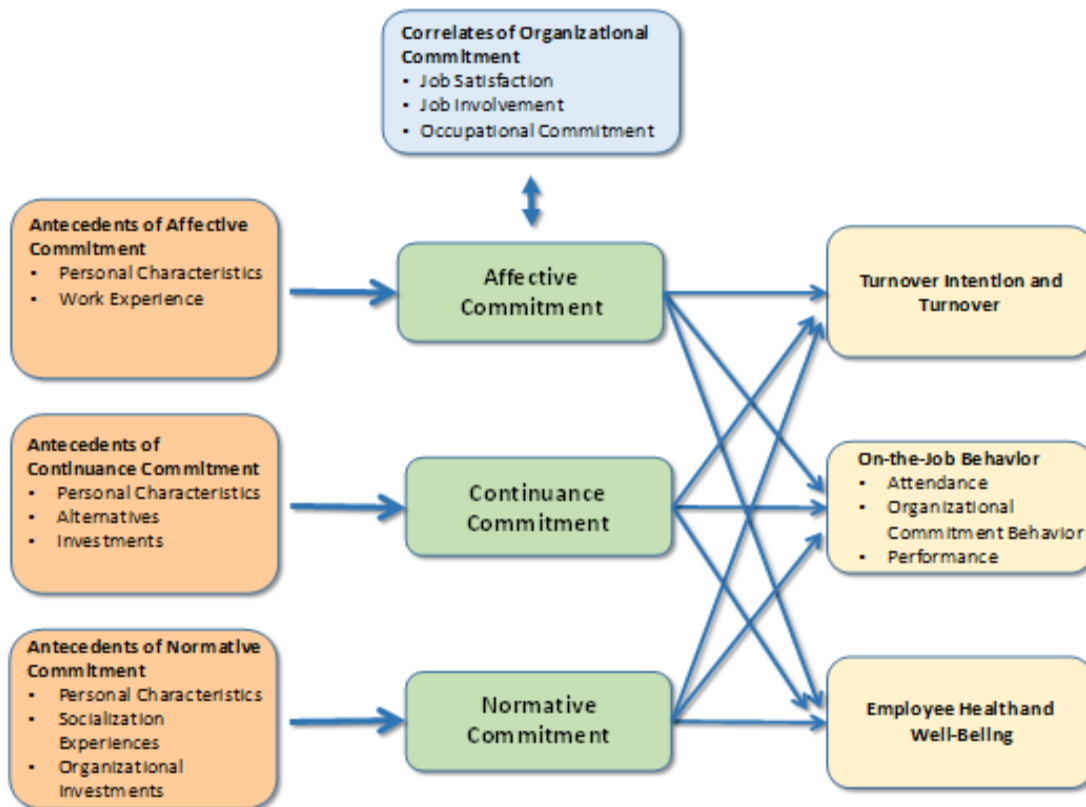 Correlates of Organizational
Commitment
▪ Job Satisfaction
▪ Job Involvement
▪ Occupational Commitment
Antecedents of Affective
Commitment
▪ Personal Characteristics
▪ Work Experience
Affective
Commitment
Turnover Intention and
Turnover
Antecedents of
Continuance Commitment
▪ Personal Characteristics
▪ Alternatives
▪ Investments
Continuance
Commitment
On-the-Job Behavior
▪ Attendance
▪ Organizational
Commitment Behavior
▪ Performance
Antecedents of Normative
Commitment
▪ Personal Characteristics
▪ Socialization
Experiences
▪ Organizational
Investments
Normative
Commitment
Employee Health and
Well-Being